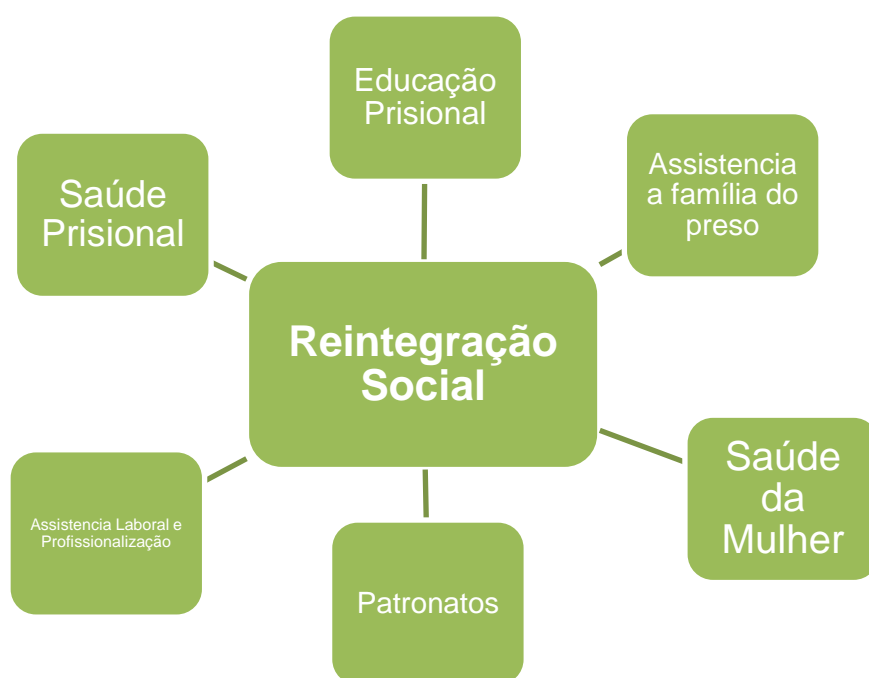 Educação
Prisional
Assistencia
a família do
preso
Saúde
Prisional
Reintegração
Social
Saúde
da
Mulher
Assistencia Laboral e
Profissionalização
Patronatos